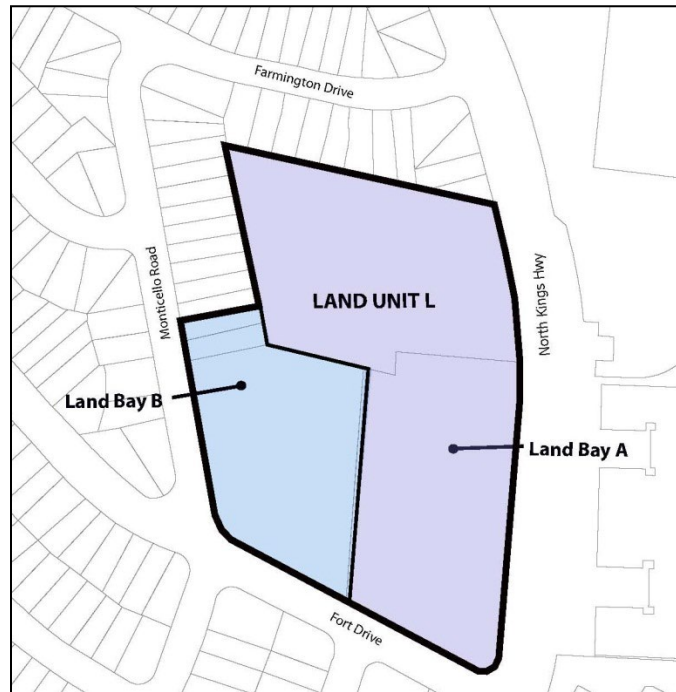 Farmington Drive
Monticello Road
LAND UNIT L
North Kings Hwy
Land Bay B
Land Bay A
Fort Drive